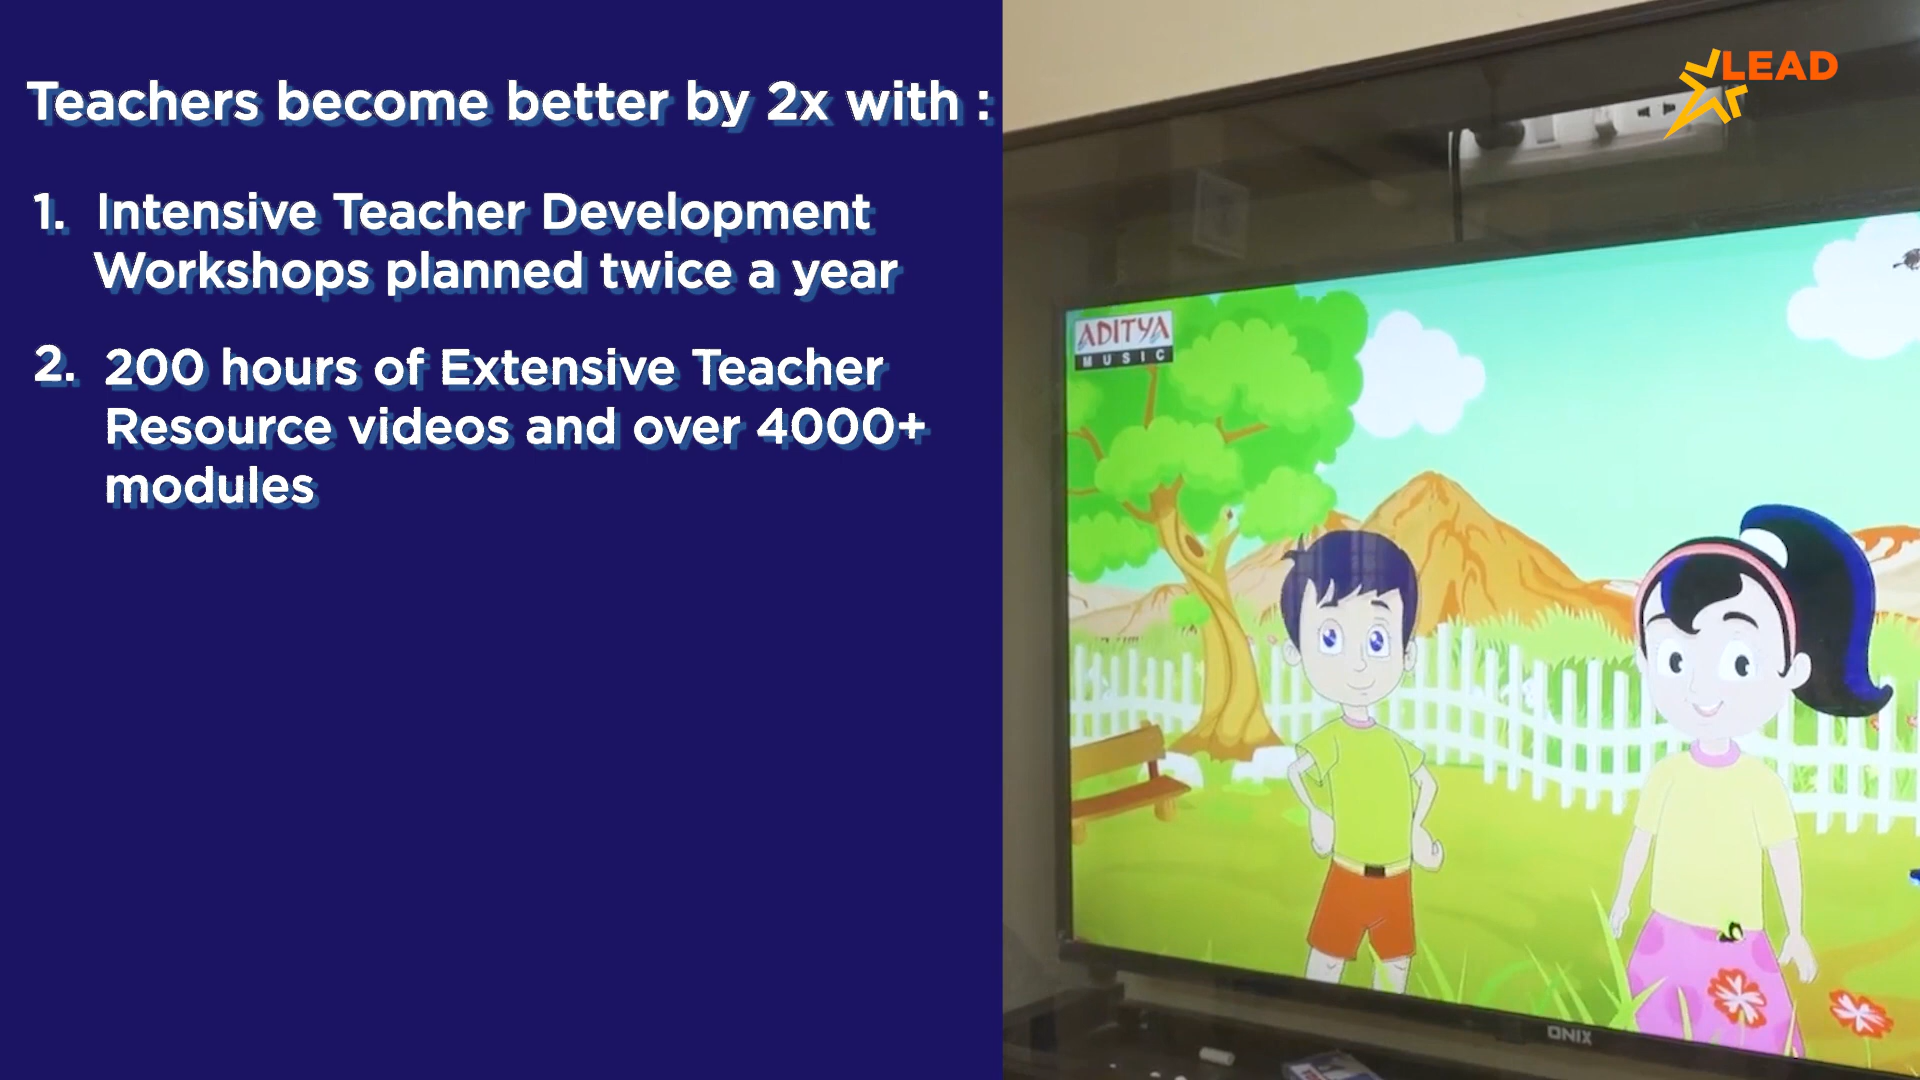 Teachers become better by 2x with :
1. Intensive Teacher Development
Workshops planned twice a year
2. 200 hours of Extensive Teacher
Resource videos and over 4000+
modules
LEAD
ADITYA
MUSIC
ONIX